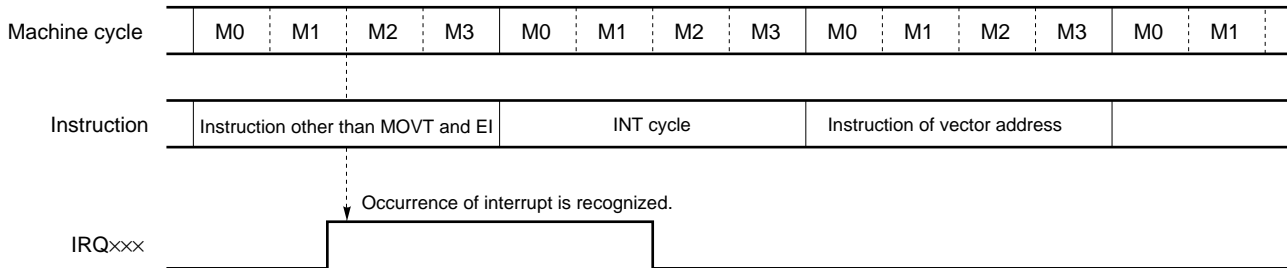 Machine cycle M0 M1 M2 M3 M0 M1 M2 M3 M0 M1 M2 M3 M0 M1
Instruction Instruction other than MOVT and EI INT cycle Instruction of vector address
Occurrence of interrupt is recognized.
IRQ×××